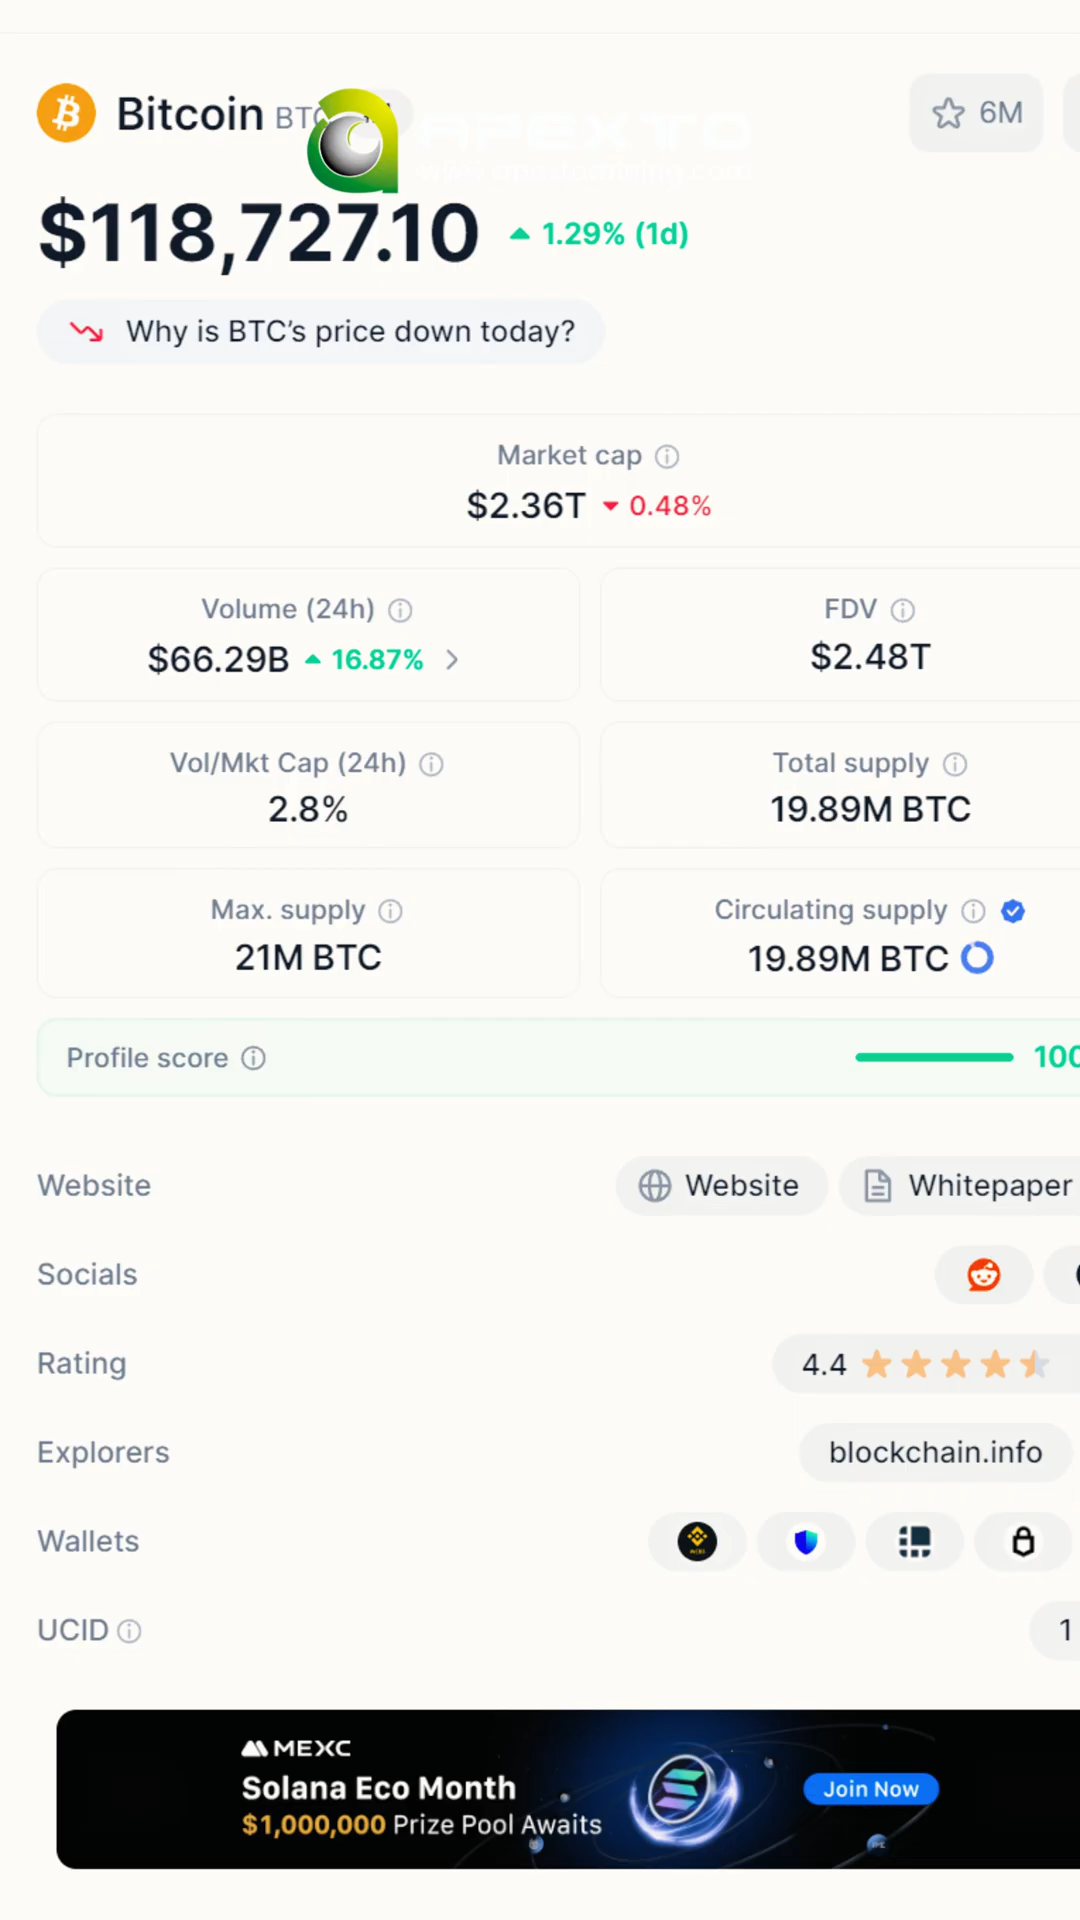 Bitcoin
APEXTO
6M
$118,727.10 1.29% (1d)
Why is BTC's price down today?
Market cap
$2.36T 0.48%
Volume (24h)
$66.29B 16.87%
FDV
$2.48T
Vol/Mkt Cap (24h)
2.8%
Total supply
19.89M BTC
Max. supply
21M BTC
Circulating supply
19.89M BTC
Profile score
Website Website Whitepaper
Socials
Rating 4.4
Explorers blockchain.info
Wallets
UCID 1
MEXC
Solana Eco Month
$1,000,000 Prize Pool Awaits
Join Now